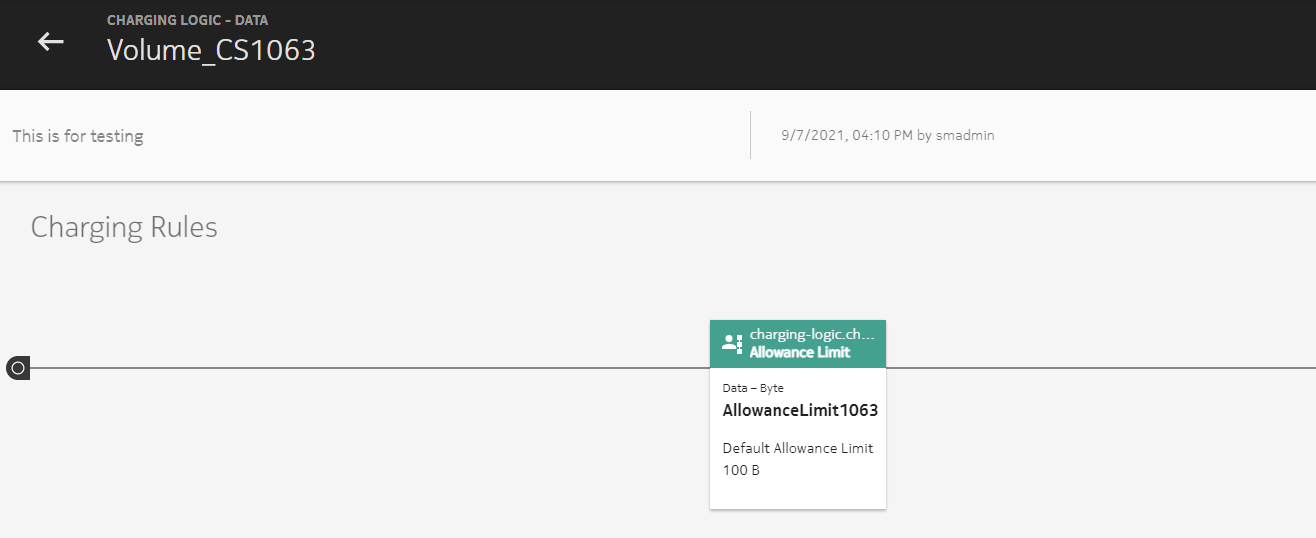 CHARGING LOGIC – DATA
Volume_CS1063
This is for testing
9/7/2021, 04:10 PM by smadmin
Charging Rules
charging-logic.ch...
Allowance Limit
Data – Byte
AllowanceLimit1063
Default Allowance Limit
100 B